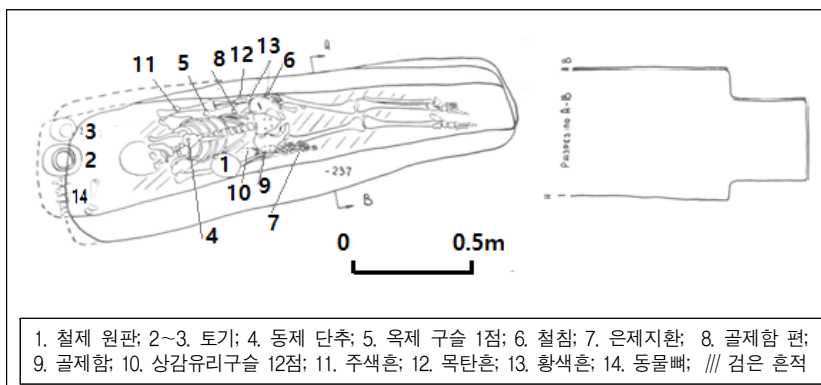 11 5 8 12 13 6
3
2
14
1
10 9
-237
4 7
B
0 0.5m
РАЗРЕЗ ПО А-В
В
1. 철제 원판; 2~3. 토기; 4. 동제 단추; 5. 옥제 구슬 1점; 6. 철침; 7. 은제지환; 8. 골제함 편;
9. 골제함; 10. 상감유리구슬 12점; 11. 주색흔; 12. 목탄흔; 13. 황색흔; 14. 동물뼈; /// 검은 흔적